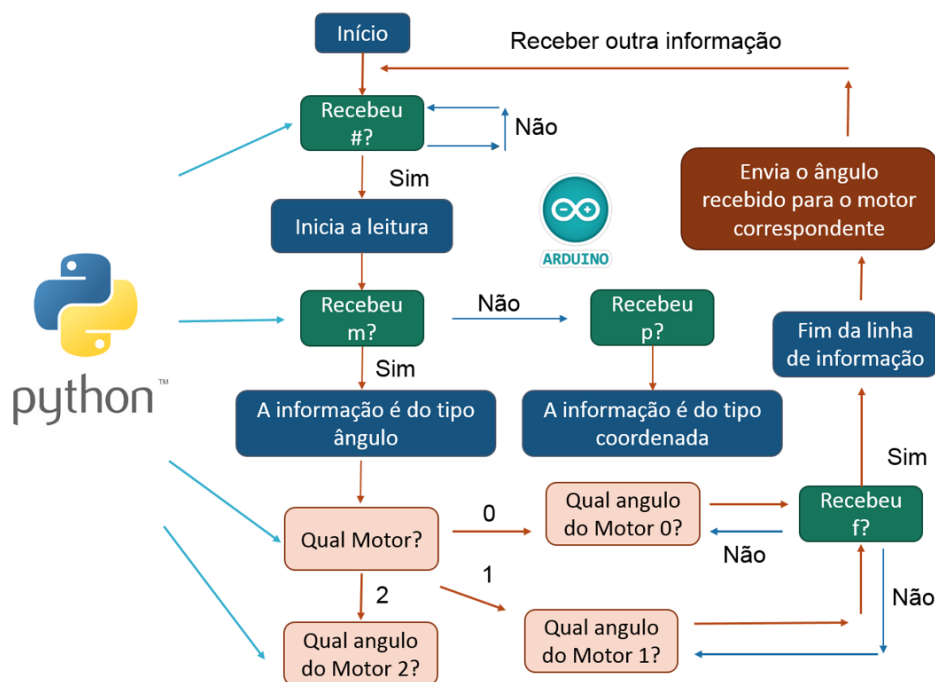 Início
Receber outra informação
Recebeu
#?
Não
Sim
Envia o ângulo
recebido para o motor
correspondente
Inicia a leitura
ARDUINO
Recebeu
m?
Não
Recebeu
p?
Fim da linha
de informação
python™
Sim
A informação é do tipo
ângulo
A informação é do tipo
coordenada
Sim
Qual Motor?
0
Qual angulo
do Motor 0?
Recebeu
f?
Não
1
2
Não
Qual angulo
do Motor 2?
Qual angulo
do Motor 1?